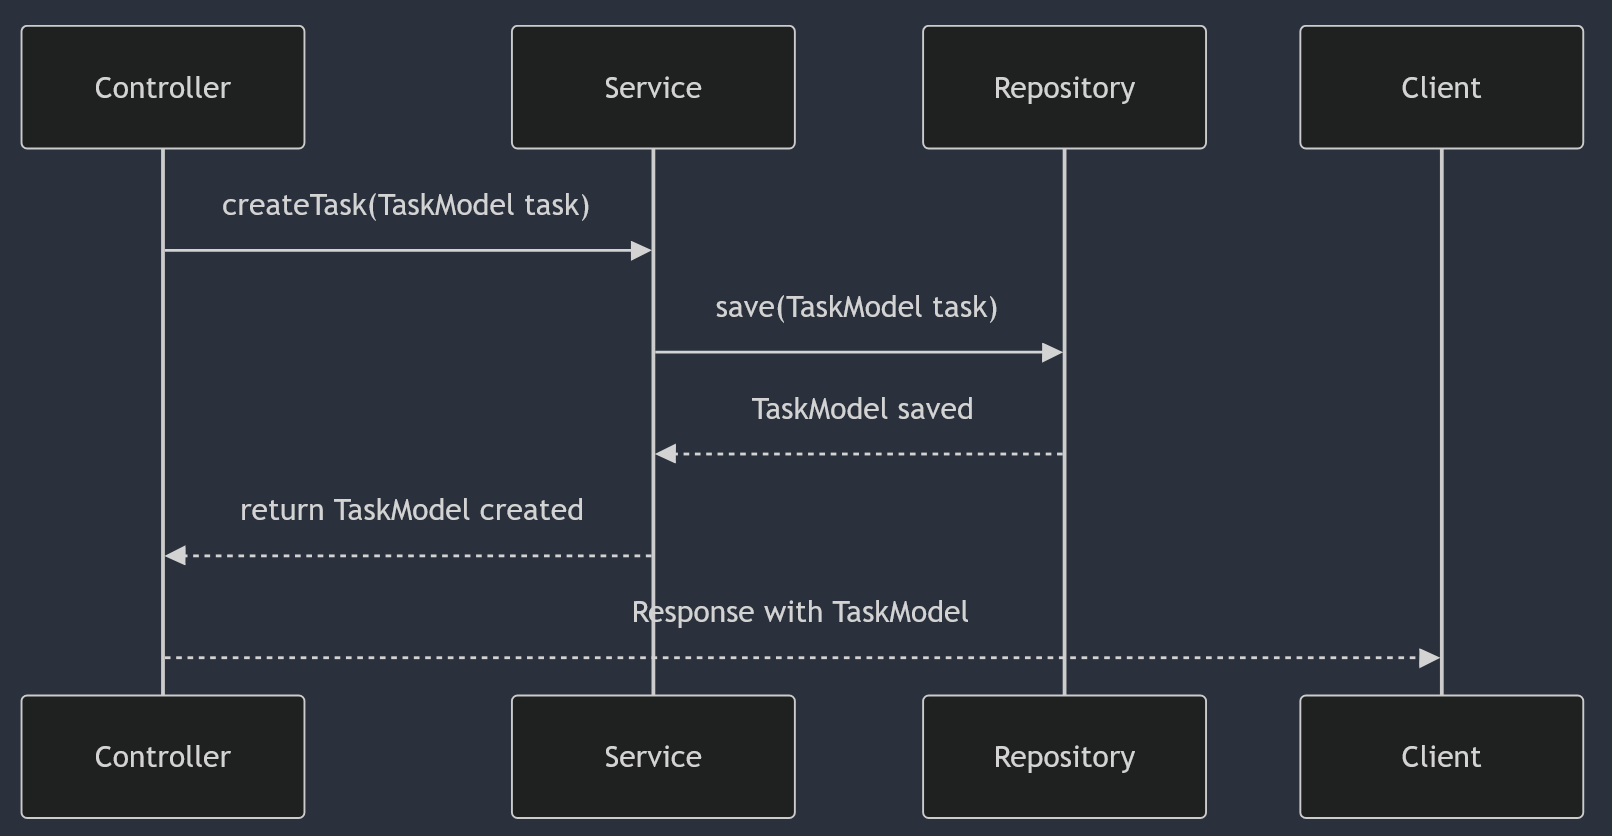 Controller
Service
Repository
Client
createTask(TaskModel task)
save(TaskModel task)
TaskModel saved
return TaskModel created
Response with TaskModel
Controller
Service
Repository
Client